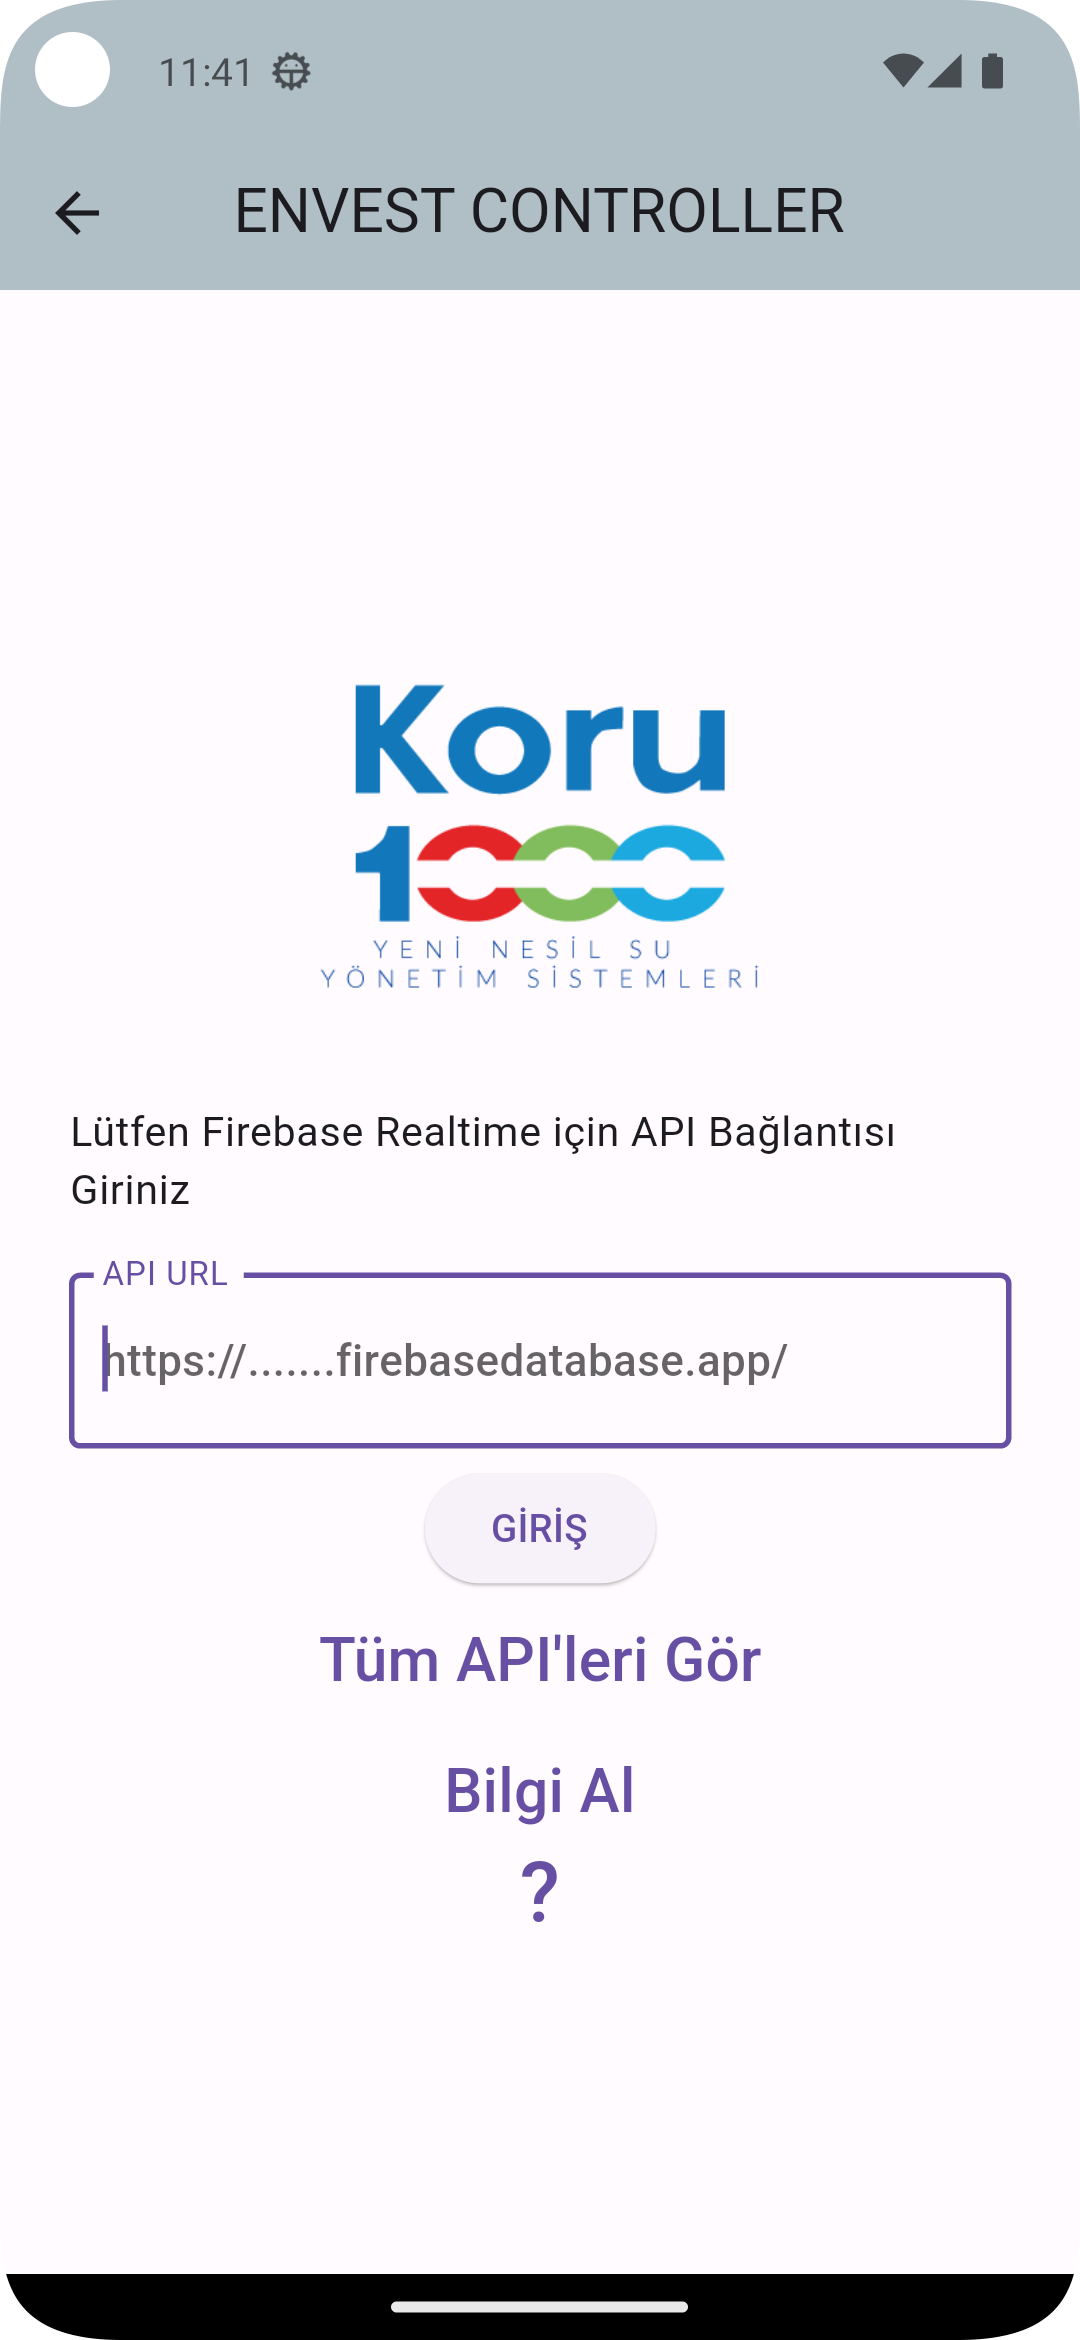 11:41
ENVEST CONTROLLER
Koru
1000
YENİ NESİL SU
YÖNETİM SİSTEMLERİ
Lütfen Firebase Realtime için API Bağlantısı
Giriniz
API URL
https://.......firebasedatabase.app/
GİRİŞ
Tüm API'leri Gör
Bilgi Al
?